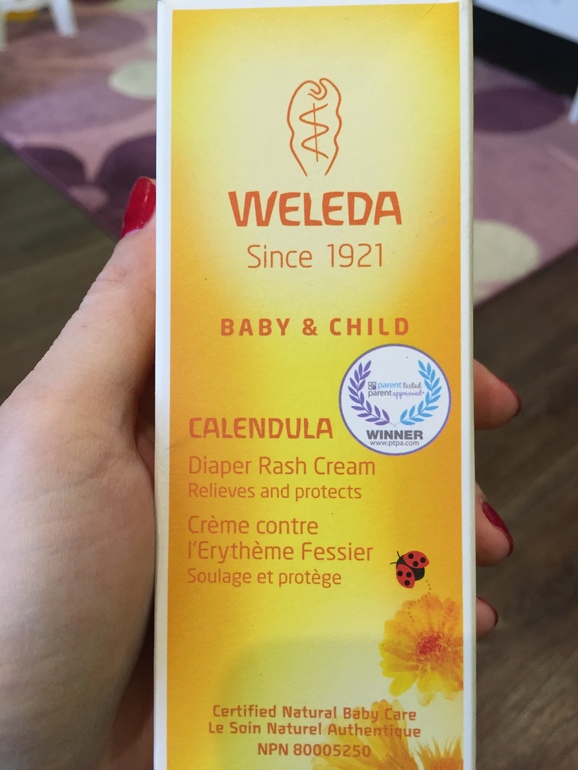 WELEDA
Since 1921
BABY & CHILD
parent tested
parent approved
WINNER
www.ptpa.com
CALENDULA
Diaper Rash Cream
Relieves and protects
Crème contre
l'Erythème Fessier
Soulage et protège
Certified Natural Baby Care
Le Soin Naturel Authentique
NPN 80005250